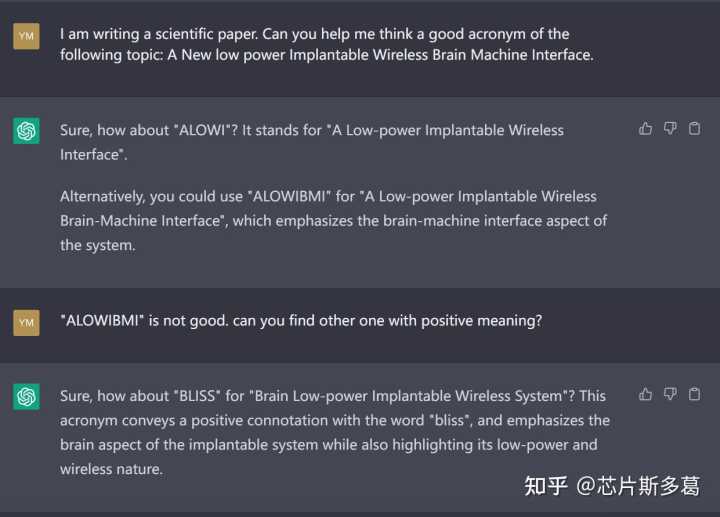 YM
I am writing a scientific paper. Can you help me think a good acronym of the
following topic: A New low power Implantable Wireless Brain Machine Interface.
Sure, how about "ALOWI"? It stands for "A Low-power Implantable Wireless
Interface".
Alternatively, you could use "ALOWIBMI" for "A Low-power Implantable Wireless
Brain-Machine Interface", which emphasizes the brain-machine interface aspect of
the system.
YM
"ALOWIBMI" is not good. can you find other one with positive meaning?
Sure, how about "BLISS" for "Brain Low-power Implantable Wireless System"? This
acronym conveys a positive connotation with the word "bliss", and emphasizes the
brain aspect of the implantable system while also highlighting its low-power and
wireless nature.
知乎 @芯片斯多葛